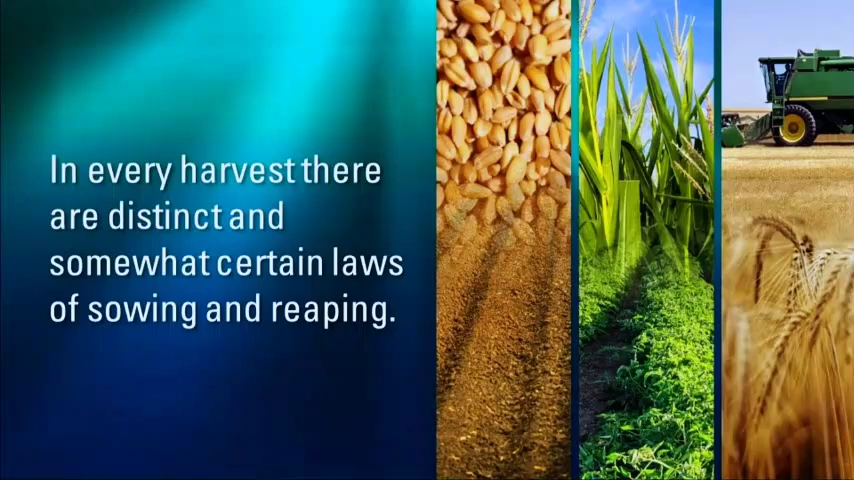 In every harvest there
are distinct and
somewhat certain laws
of sowing and reaping.